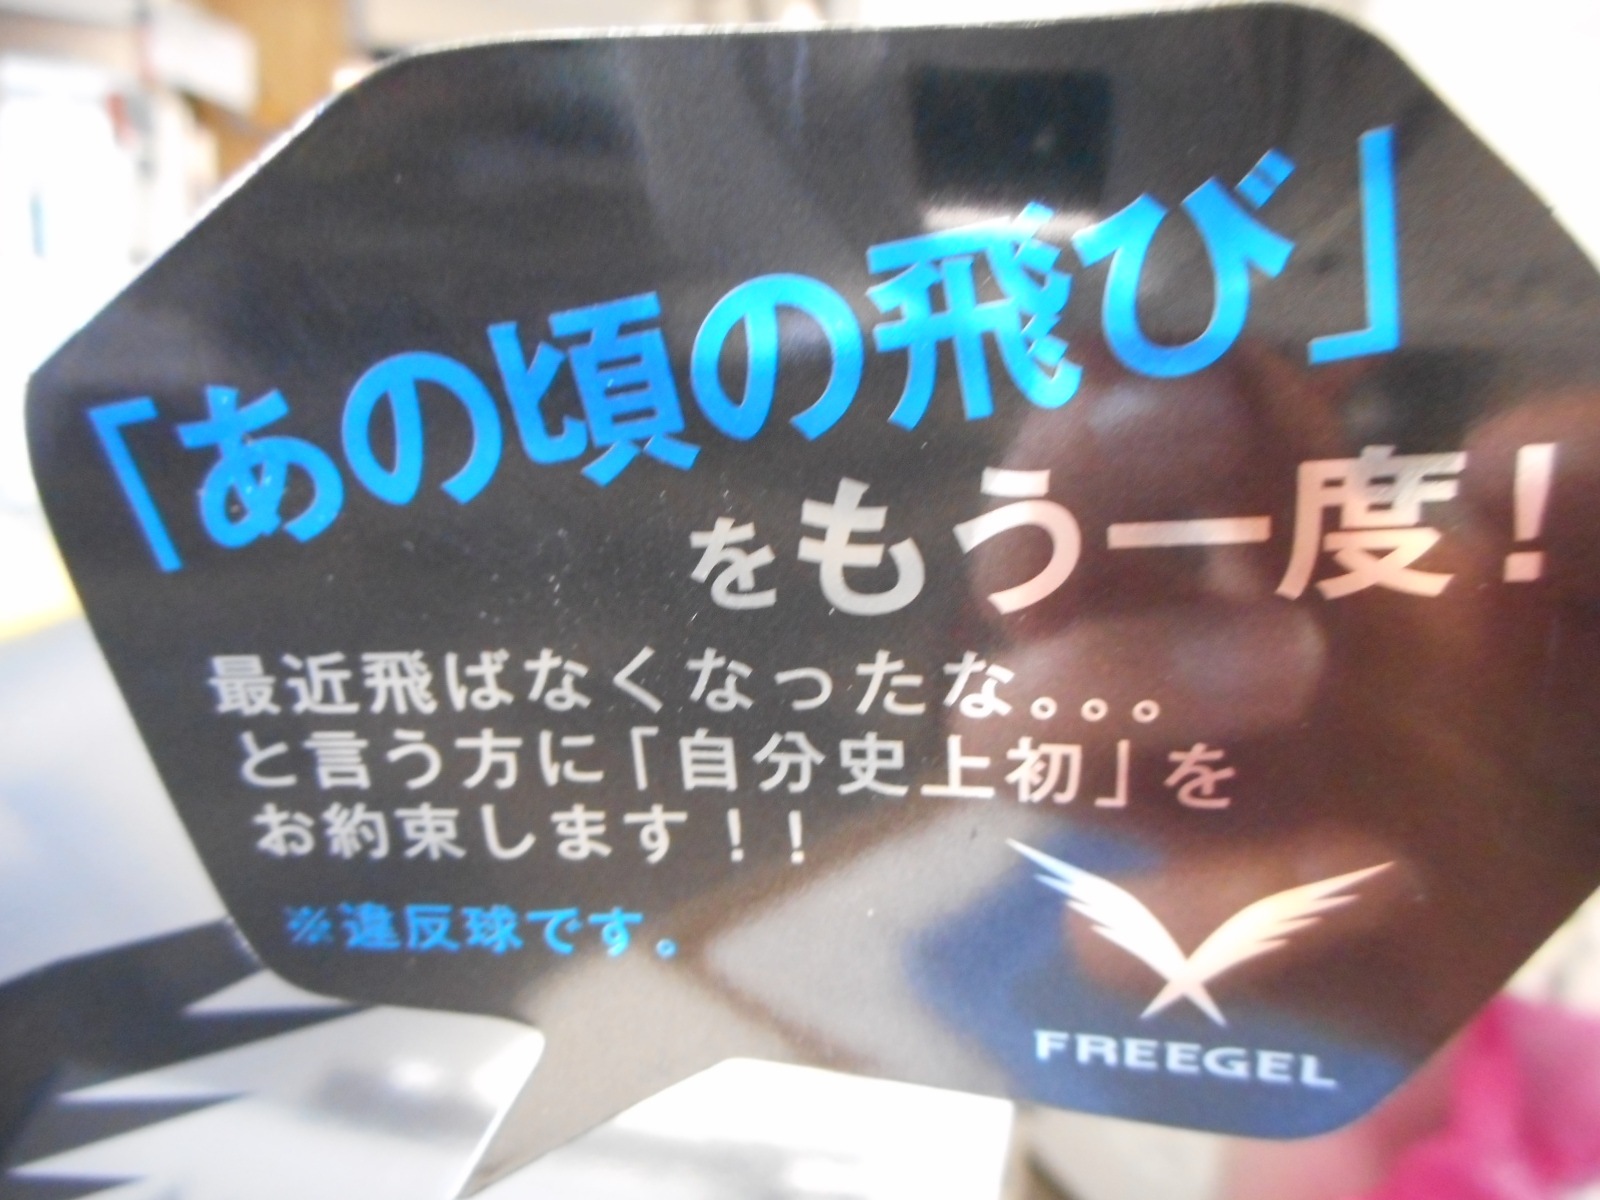 「あの頃の飛び」
をもう一度！
最近飛ばなくなったな。。。
と言う方に「自分史上初」を
お約束します！！
※違反球です。
FREEGEL